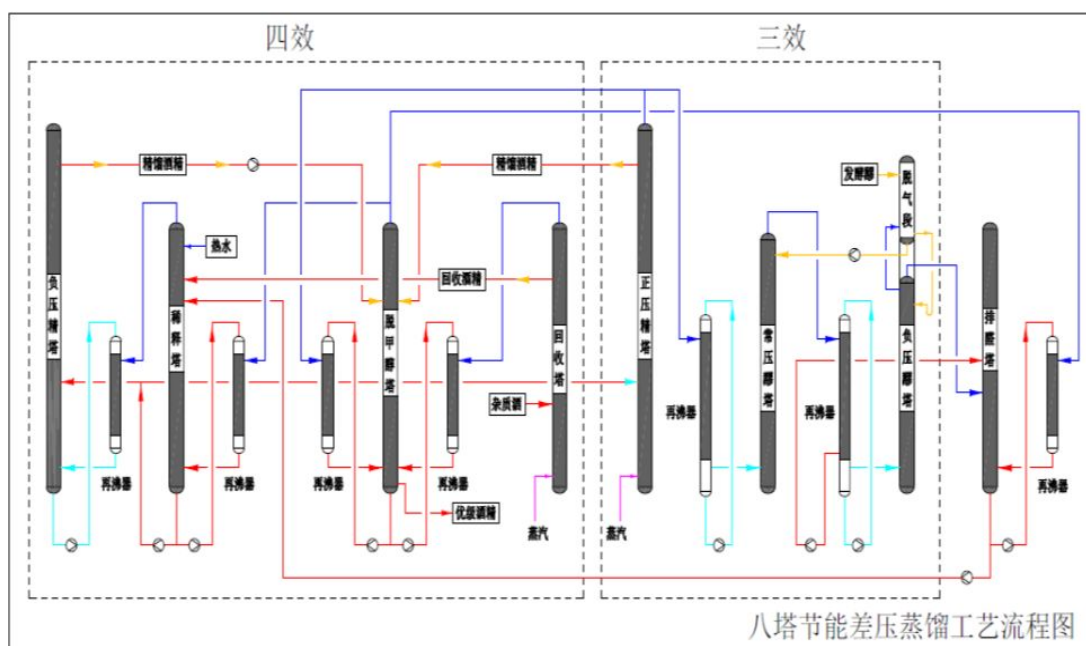 四效
三效
精馏酒精
精馏酒精
发酵醪
脱气段
热水
回收酒精
负压精塔
稀释塔
脱甲醇塔
回收塔
正压精塔
常压醪塔
负压醪塔
排醛塔
杂质酒
再沸器
再沸器
再沸器
再沸器
再沸器
再沸器
再沸器
优级酒精
蒸汽
蒸汽
八塔节能差压蒸馏工艺流程图